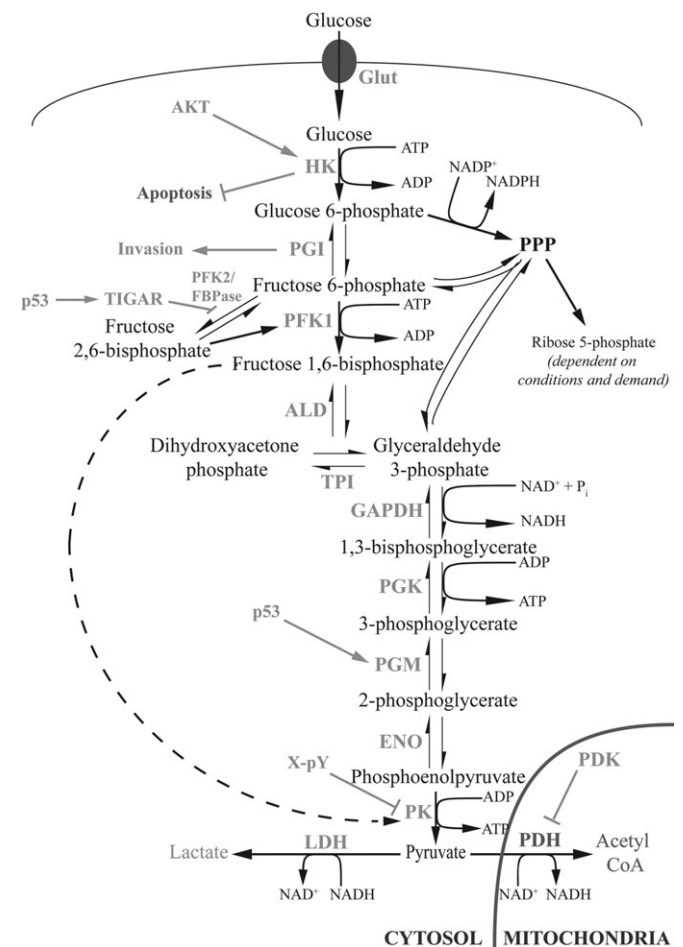 Glucose
Glut
AKT
Glucose
ATP
HK
ADP
NADP⁺
NADPH
Apoptosis
Glucose 6-phosphate
PPP
Invasion
PGI
PFK2/
FBPase
Fructose 6-phosphate
p53
TIGAR
ATP
PFK1
ADP
Fructose
2,6-bisphosphate
Ribose 5-phosphate
(dependent on
conditions and demand)
Fructose 1,6-bisphosphate
ALD
Dihydroxyacetone
phosphate
Glyceraldehyde
3-phosphate
TPI
NAD⁺ + Pᵢ
GAPDH
NADH
1,3-bisphosphoglycerate
ADP
PGK
ATP
p53
3-phosphoglycerate
PGM
2-phosphoglycerate
ENO
X-pY
Phosphoenolpyruvate
PDK
ADP
PK
ATP
Lactate
LDH
Pyruvate
PDH
Acetyl
CoA
NAD⁺
NADH
NAD⁺
NADH
CYTOSOL
MITOCHONDRIA